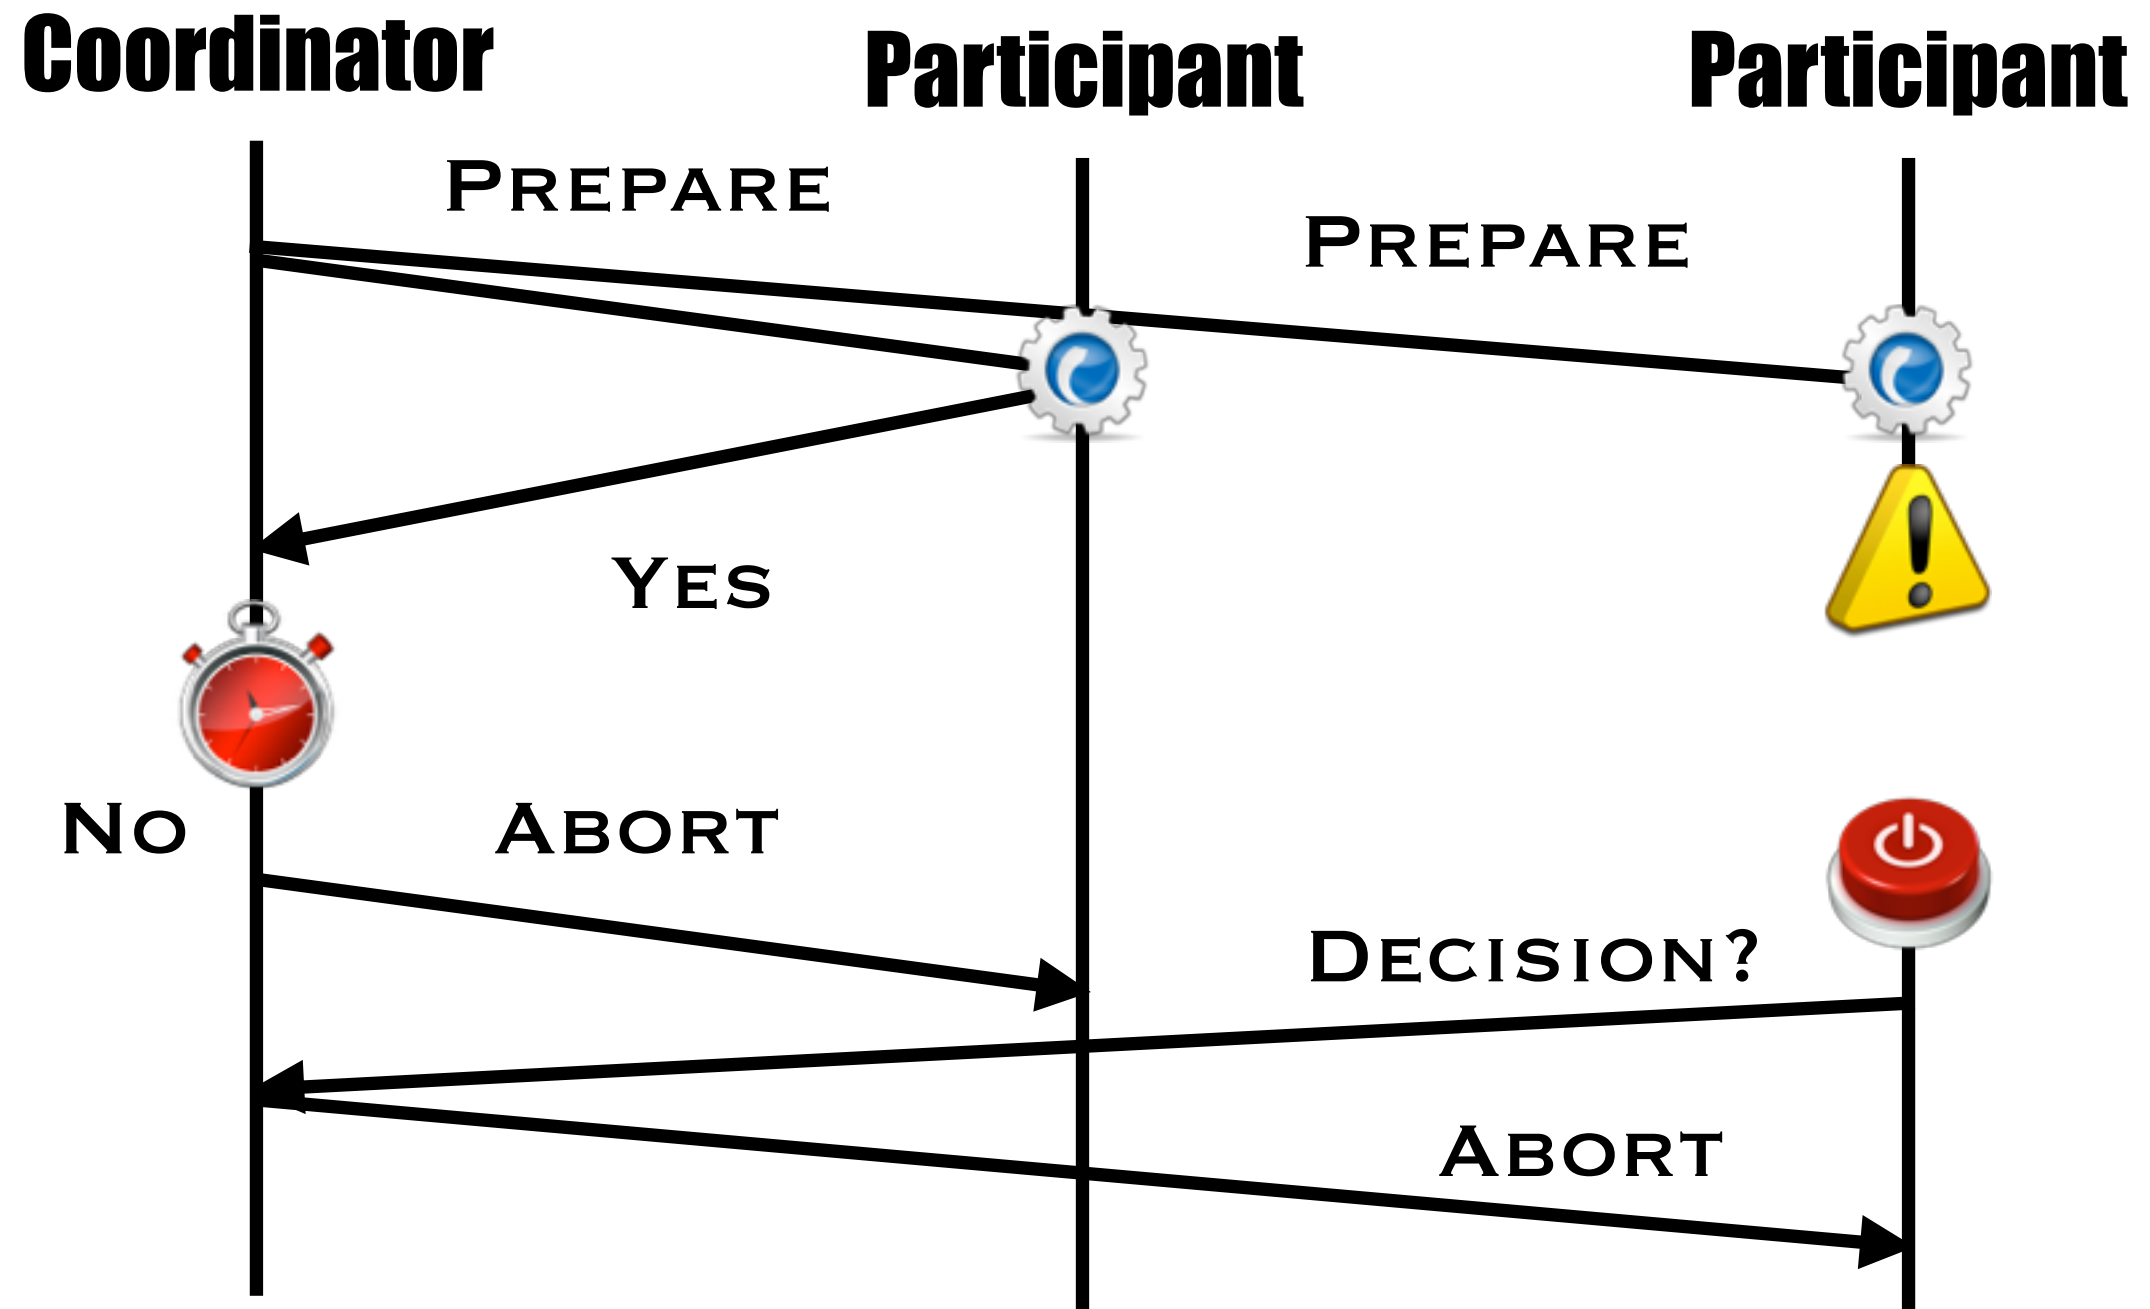 Coordinator
Participant
Participant
PREPARE
PREPARE
YES
NO
ABORT
DECISION?
ABORT